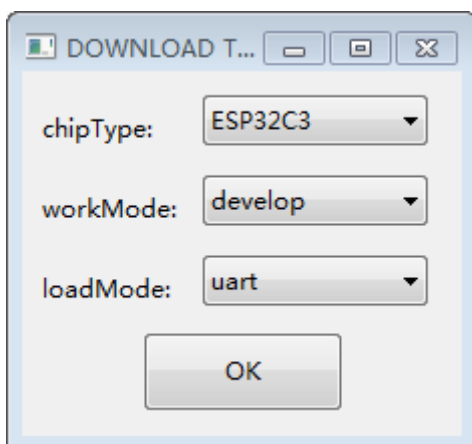 DOWNLOAD T...
chipType: ESP32C3
workMode: develop
loadMode: uart
OK